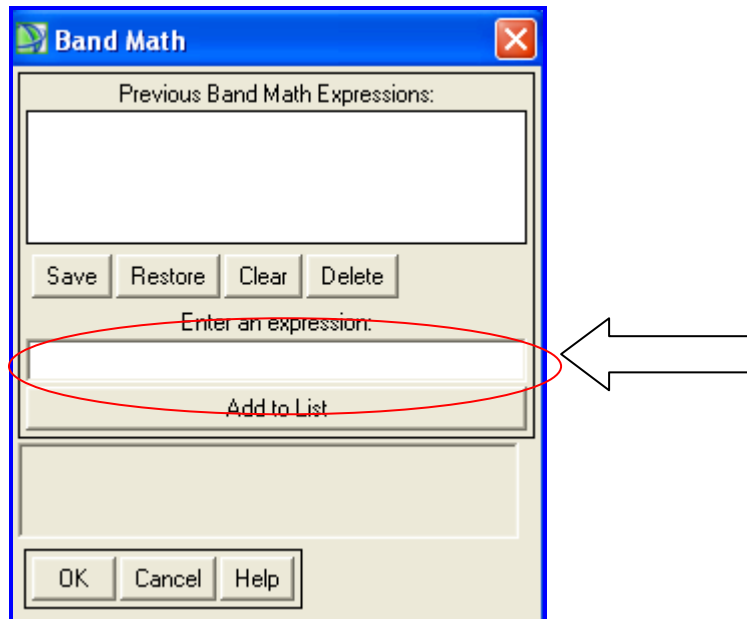 Band Math
Previous Band Math Expressions:
Save Restore Clear Delete
Enter an expression:
Add to List
OK Cancel Help